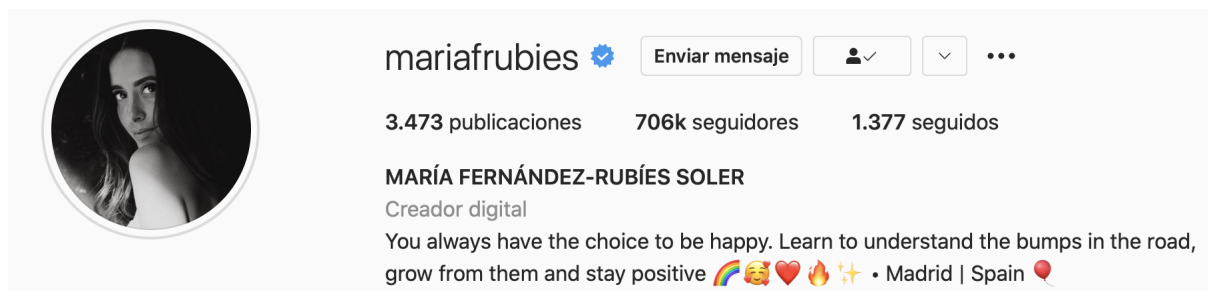 mariafrubies Enviar mensaje
3.473 publicaciones 706k seguidores 1.377 seguidos
MARÍA FERNÁNDEZ-RUBÍES SOLER
Creador digital
You always have the choice to be happy. Learn to understand the bumps in the road,
grow from them and stay positive 🌈🥰❤️🔥✨ • Madrid | Spain 🎈